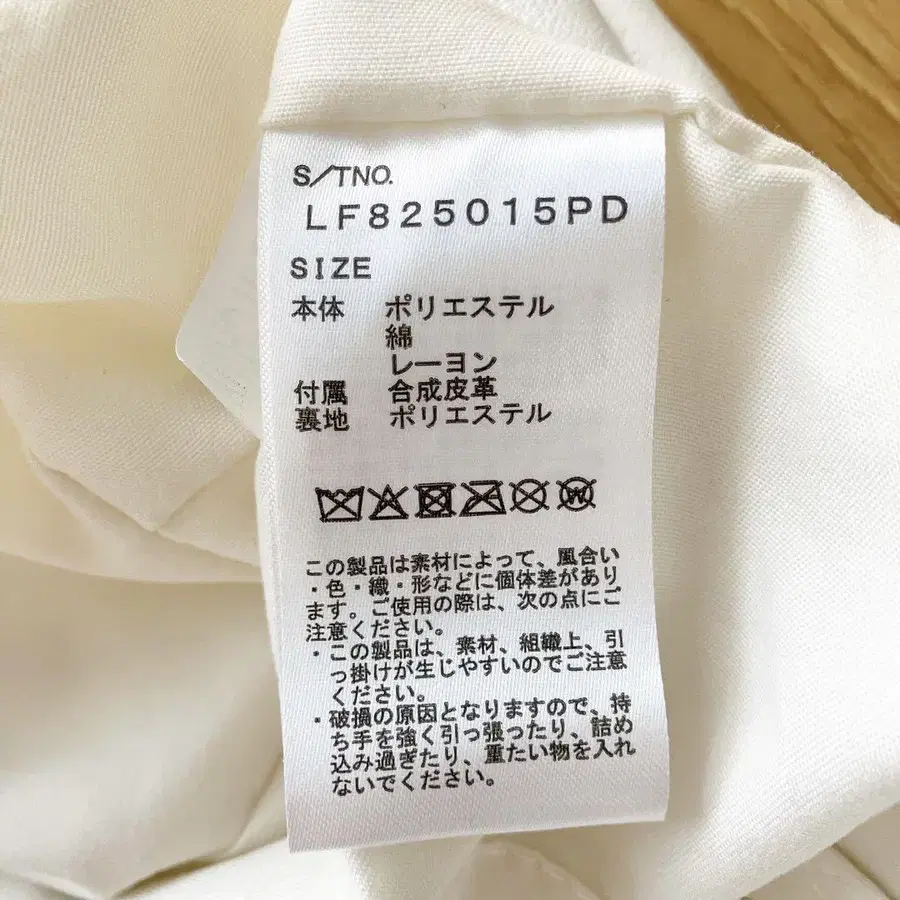 S/TNO.
LF825015PD
SIZE
本体 ポリエステル
綿
レーヨン
付属 合成皮革
裏地 ポリエステル
この製品は素材によって、風合い
・色・織・形などに個体差があり
ます。ご使用の際は、次の点にご
注意ください。
・この製品は、素材、組織上、引
っ掛けが生じやすいのでご注意
ください。
・破損の原因となりますので、持
ち手を強く引っ張ったり、詰め
込み過ぎたり、重たい物を入れ
ないでください。